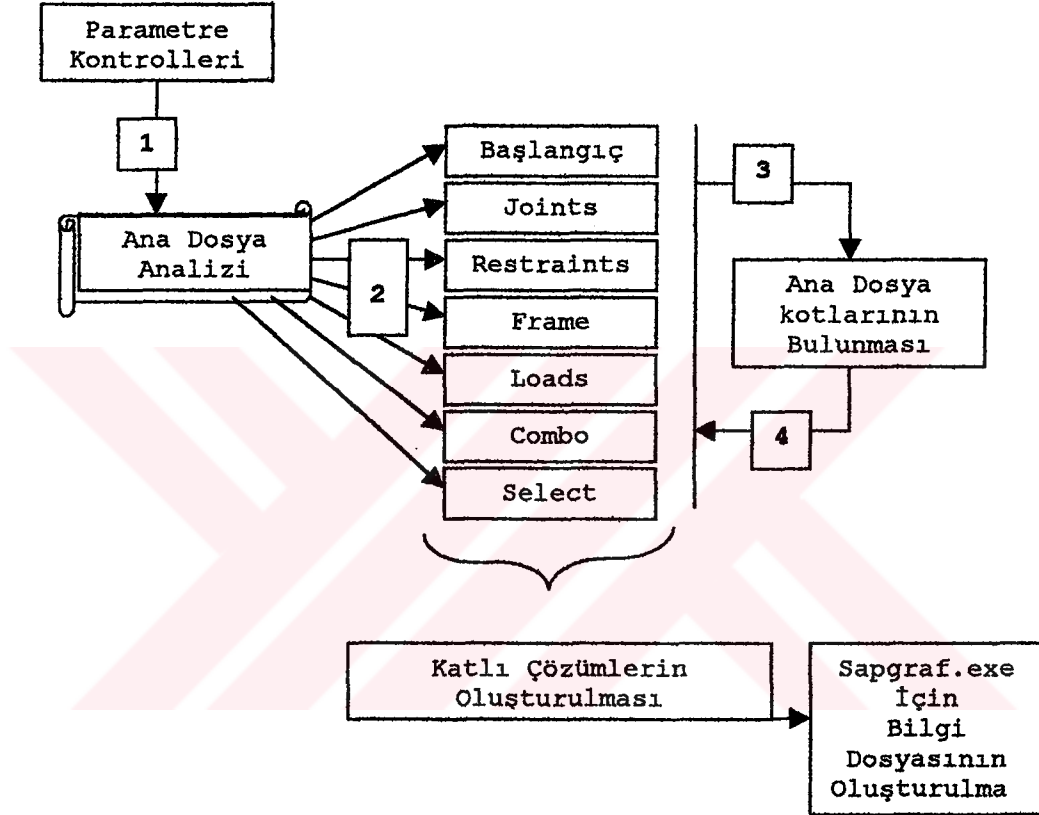 Parametre
Kontrolleri
1
Ana Dosya
Analizi
2
Başlangıç
Joints
Restraints
Frame
Loads
Combo
Select
3
Ana Dosya
kotlarının
Bulunması
4
Katlı Çözümlerin
Oluşturulması
Sapgraf.exe
İçin
Bilgi
Dosyasının
Oluşturulma